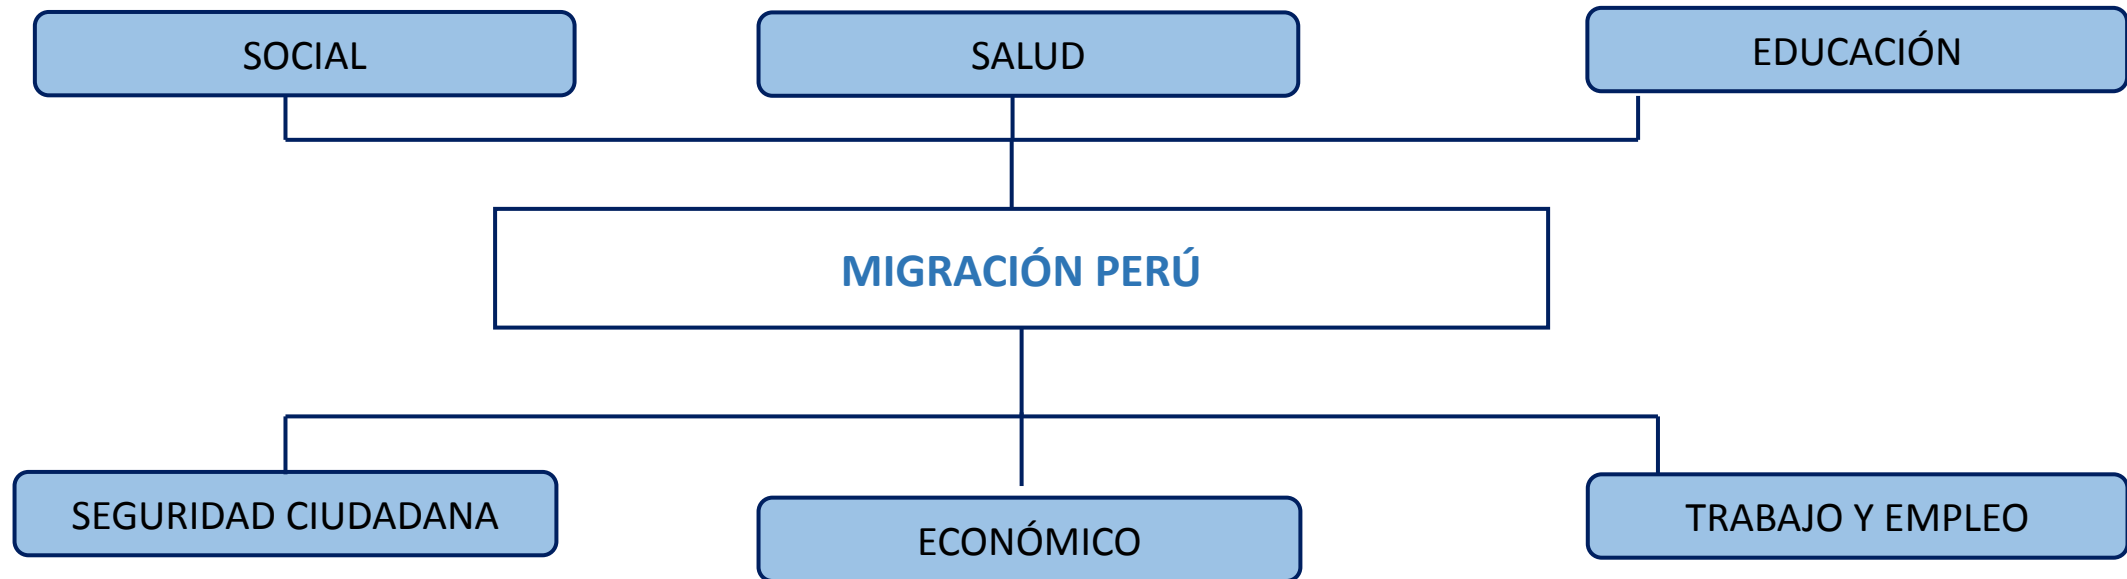 SOCIAL
SALUD
EDUCACIÓN
MIGRACIÓN PERÚ
SEGURIDAD CIUDADANA
ECONÓMICO
TRABAJO Y EMPLEO